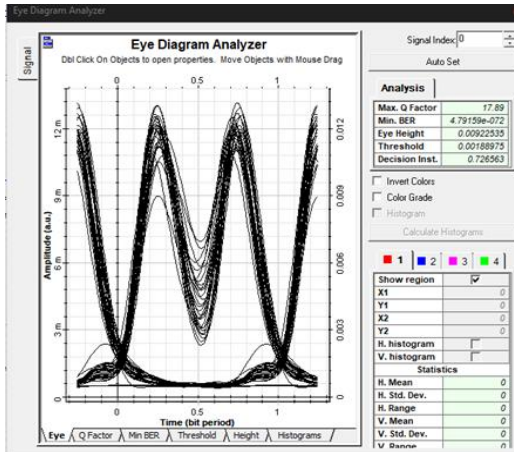 Eye Diagram Analyzer
Signal
Eye Diagram Analyzer
Dbl Click On Objects to open properties. Move Objects with Mouse Drag
0 0.5 1
12 m
9 m
6 m
3 m
0
Amplitude (a.u.)
0.012
0.009
0.006
0.003
0
0 0.5 1
Time (bit period)
Eye Q Factor Min BER Threshold Height Histograms
Signal Index: 0
Auto Set
Analysis
Max. Q Factor 17.89
Min. BER 4.79159e-072
Eye Height 0.00922535
Threshold 0.00188975
Decision Inst. 0.726563
Invert Colors
Color Grade
Histogram
Calculate Histograms
1 2 3 4
Show region
X1 0
Y1 0
X2 0
Y2 0
H. histogram
V. histogram
Statistics
H. Mean 0
H. Std. Dev. 0
H. Range 0
V. Mean 0
V. Std. Dev. 0
V. Range 0